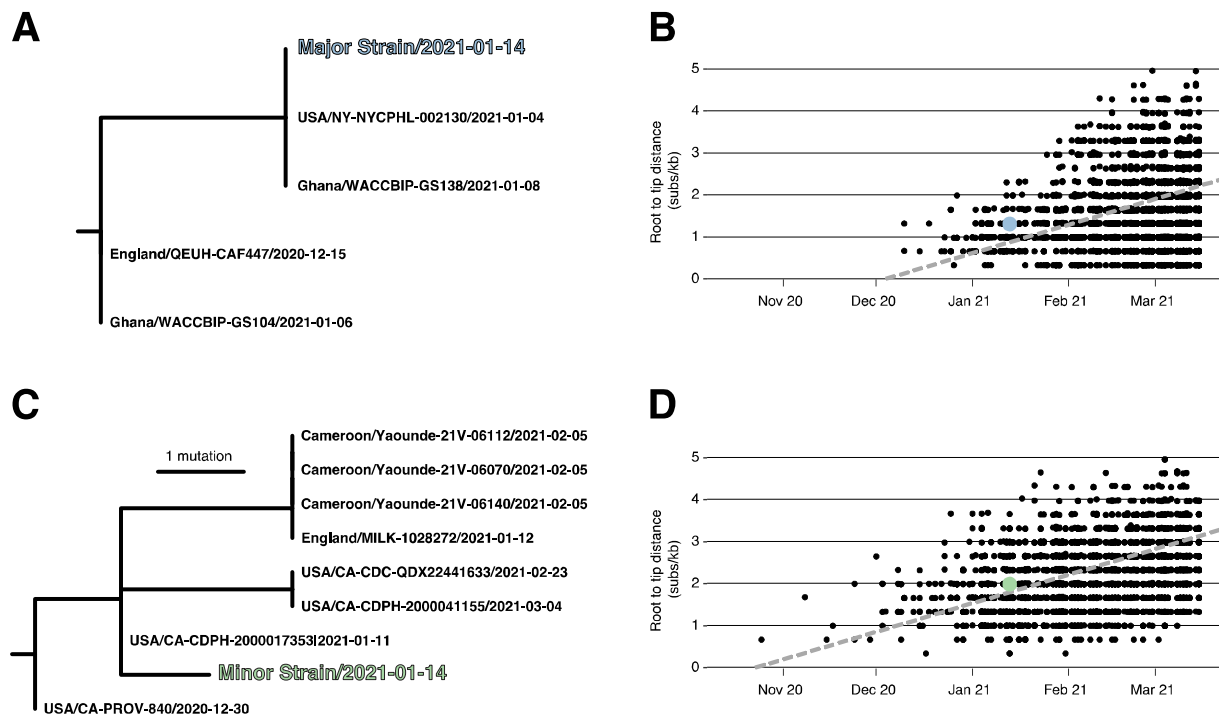 A
Major Strain/2021-01-14
USA/NY-NYCPHL-002130/2021-01-04
Ghana/WACCBIP-GS138/2021-01-08
England/QEUH-CAF447/2020-12-15
Ghana/WACCBIP-GS104/2021-01-06
B
Root to tip distance
(subs/kb)
5
4
3
2
1
0
Nov 20 Dec 20 Jan 21 Feb 21 Mar 21
C
1 mutation
Cameroon/Yaounde-21V-06112/2021-02-05
Cameroon/Yaounde-21V-06070/2021-02-05
Cameroon/Yaounde-21V-06140/2021-02-05
England/MILK-1028272/2021-01-12
USA/CA-CDC-QDX22441633/2021-02-23
USA/CA-CDPH-2000041155/2021-03-04
USA/CA-CDPH-2000017353|2021-01-11
Minor Strain/2021-01-14
USA/CA-PROV-840/2020-12-30
D
Root to tip distance
(subs/kb)
5
4
3
2
1
0
Nov 20 Dec 20 Jan 21 Feb 21 Mar 21